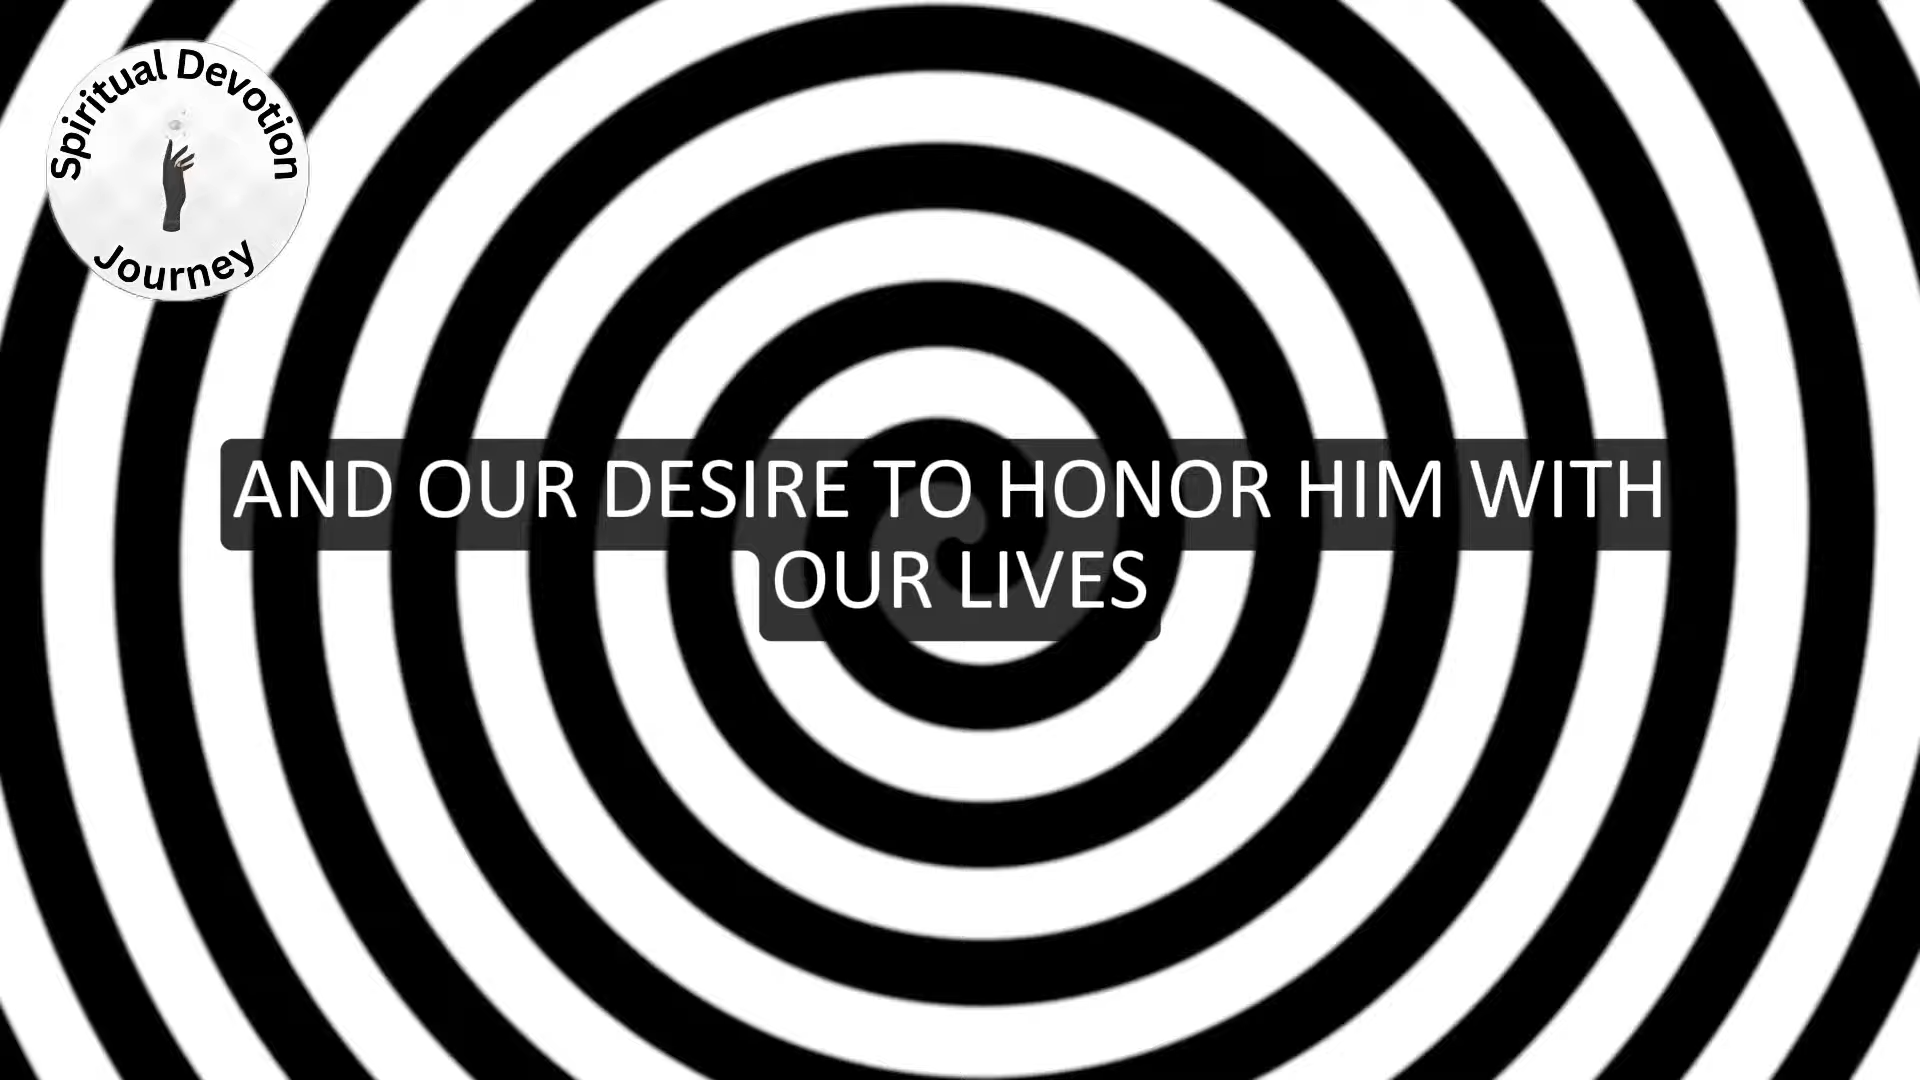 Spiritual Devotion
Journey
AND OUR DESIRE TO HONOR HIM WITH
OUR LIVES